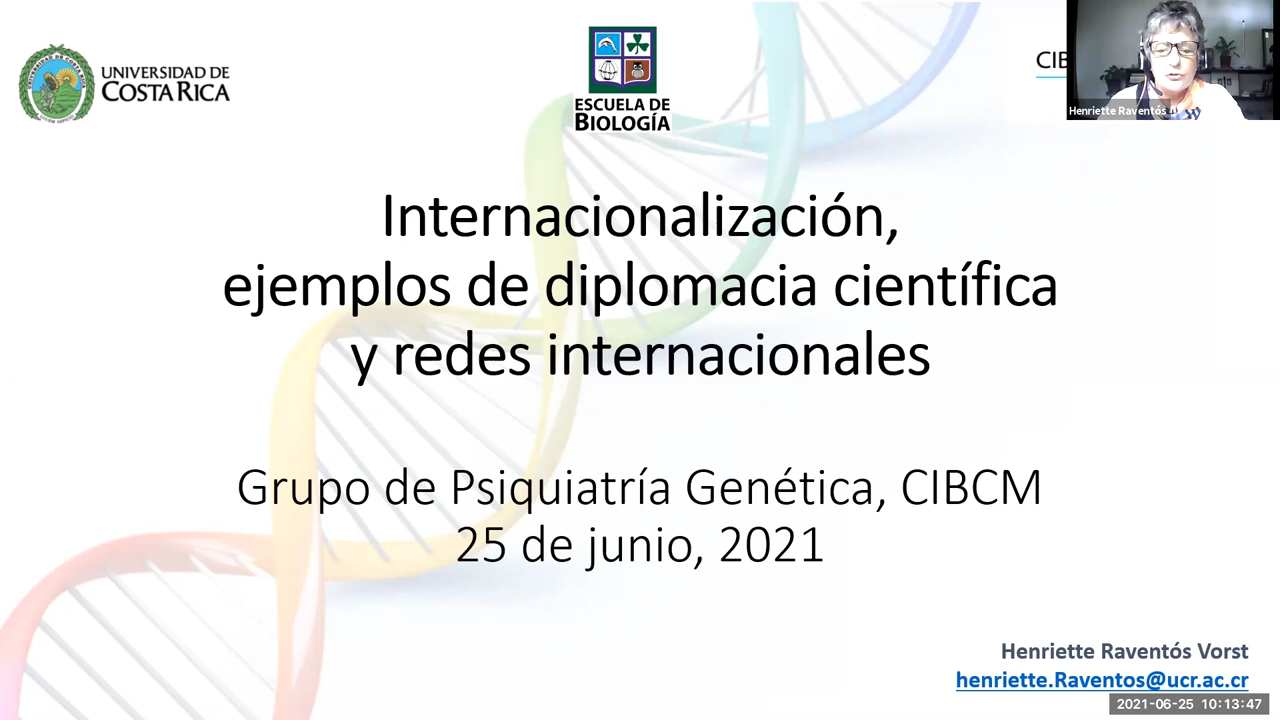 UNIVERSIDAD DE
COSTA RICA
ESCUELA DE
BIOLOGÍA
Henriette Raventós
Internacionalización,
ejemplos de diplomacia científica
y redes internacionales
Grupo de Psiquiatría Genética, CIBCM
25 de junio, 2021
Henriette Raventós Vorst
henriette.Raventos@ucr.ac.cr
2021-06-25 10:13:47